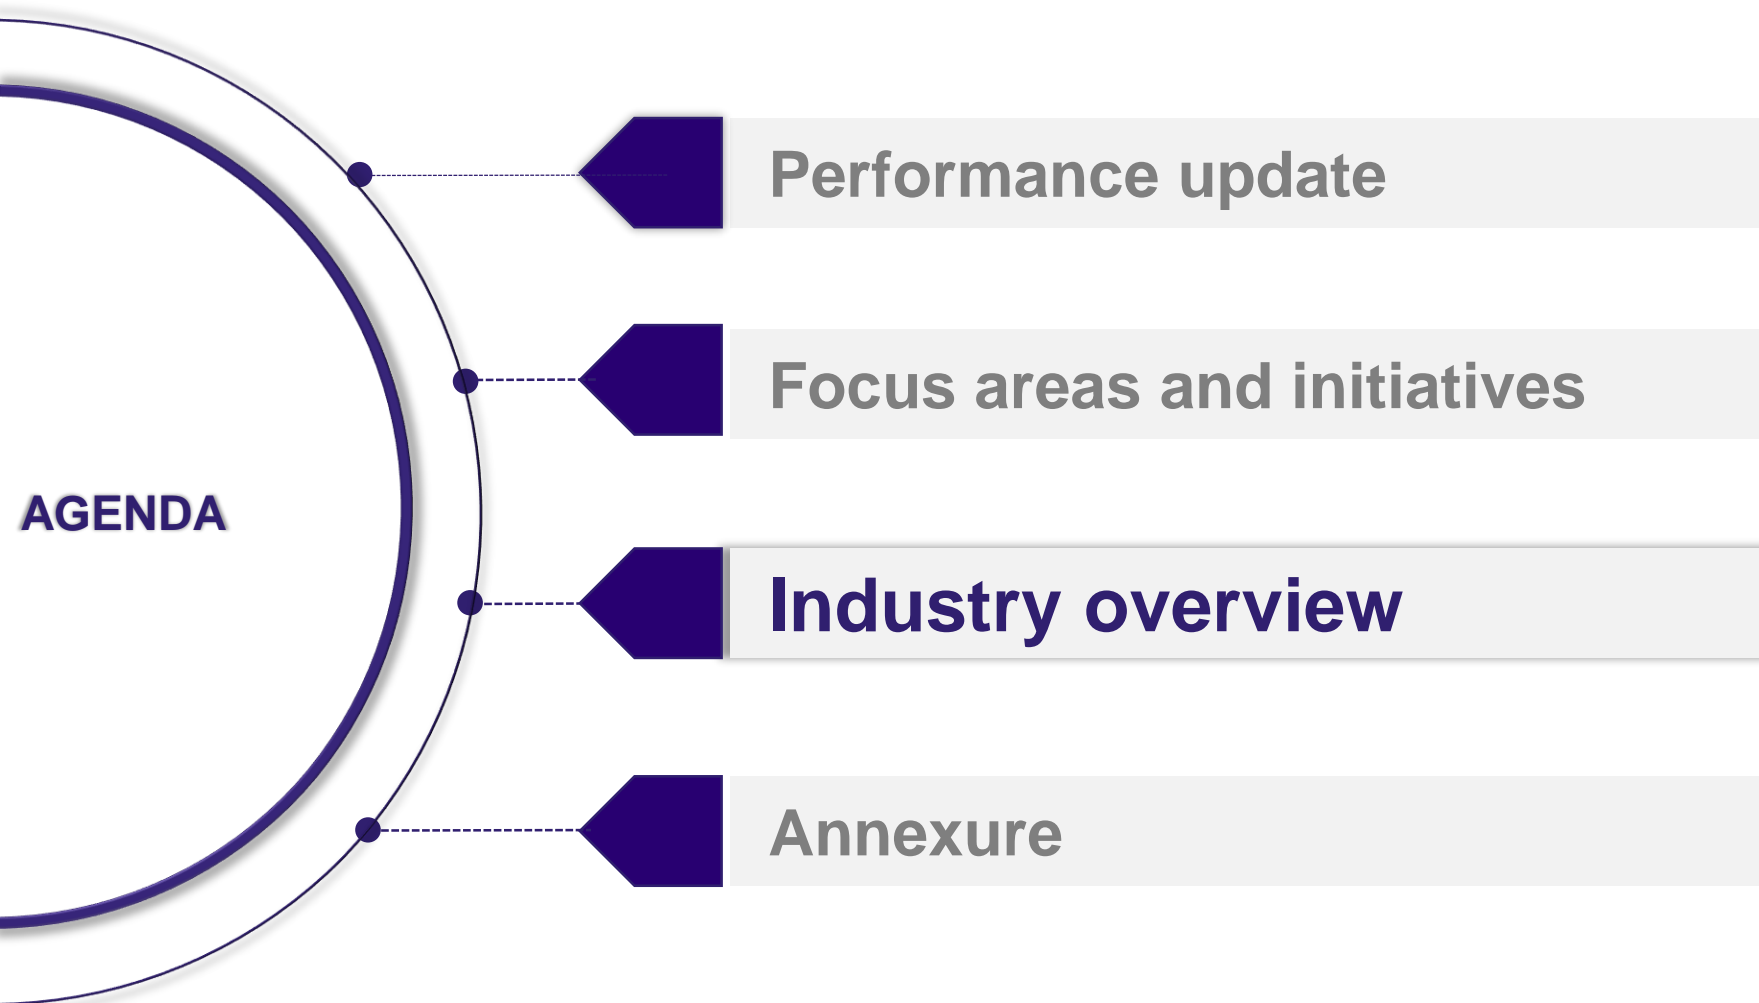 AGENDA
Performance update
Focus areas and initiatives
Industry overview
Annexure